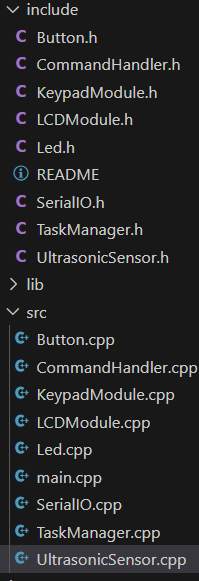 include
Button.h
CommandHandler.h
KeypadModule.h
LCDModule.h
Led.h
README
SerialIO.h
TaskManager.h
UltrasonicSensor.h
lib
src
Button.cpp
CommandHandler.cpp
KeypadModule.cpp
LCDModule.cpp
Led.cpp
main.cpp
SerialIO.cpp
TaskManager.cpp
UltrasonicSensor.cpp